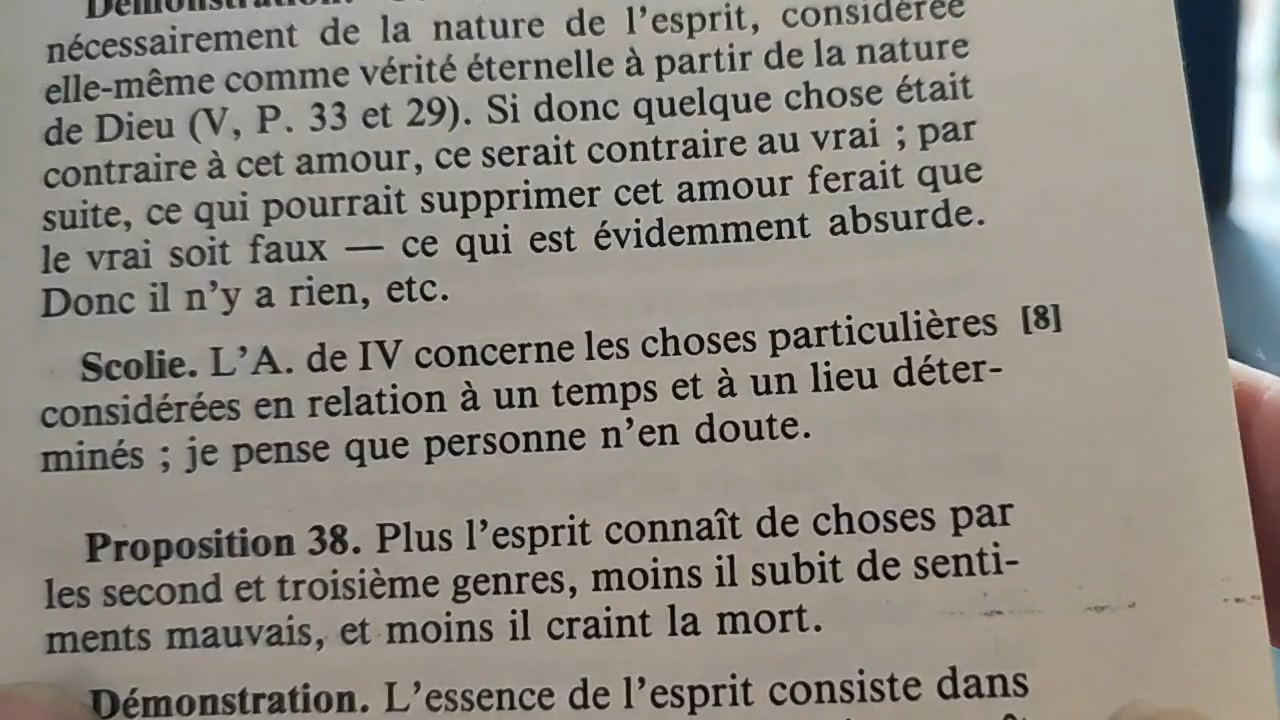 Démonstration.
nécessairement de la nature de l'esprit, considérée
elle-même comme vérité éternelle à partir de la nature
de Dieu (V, P. 33 et 29). Si donc quelque chose était
contraire à cet amour, ce serait contraire au vrai ; par
suite, ce qui pourrait supprimer cet amour ferait que
le vrai soit faux — ce qui est évidemment absurde.
Donc il n'y a rien, etc.
Scolie. L'A. de IV concerne les choses particulières [8]
considérées en relation à un temps et à un lieu déter-
minés ; je pense que personne n'en doute.
Proposition 38. Plus l'esprit connaît de choses par
les second et troisième genres, moins il subit de senti-
ments mauvais, et moins il craint la mort.
Démonstration. L'essence de l'esprit consiste dans